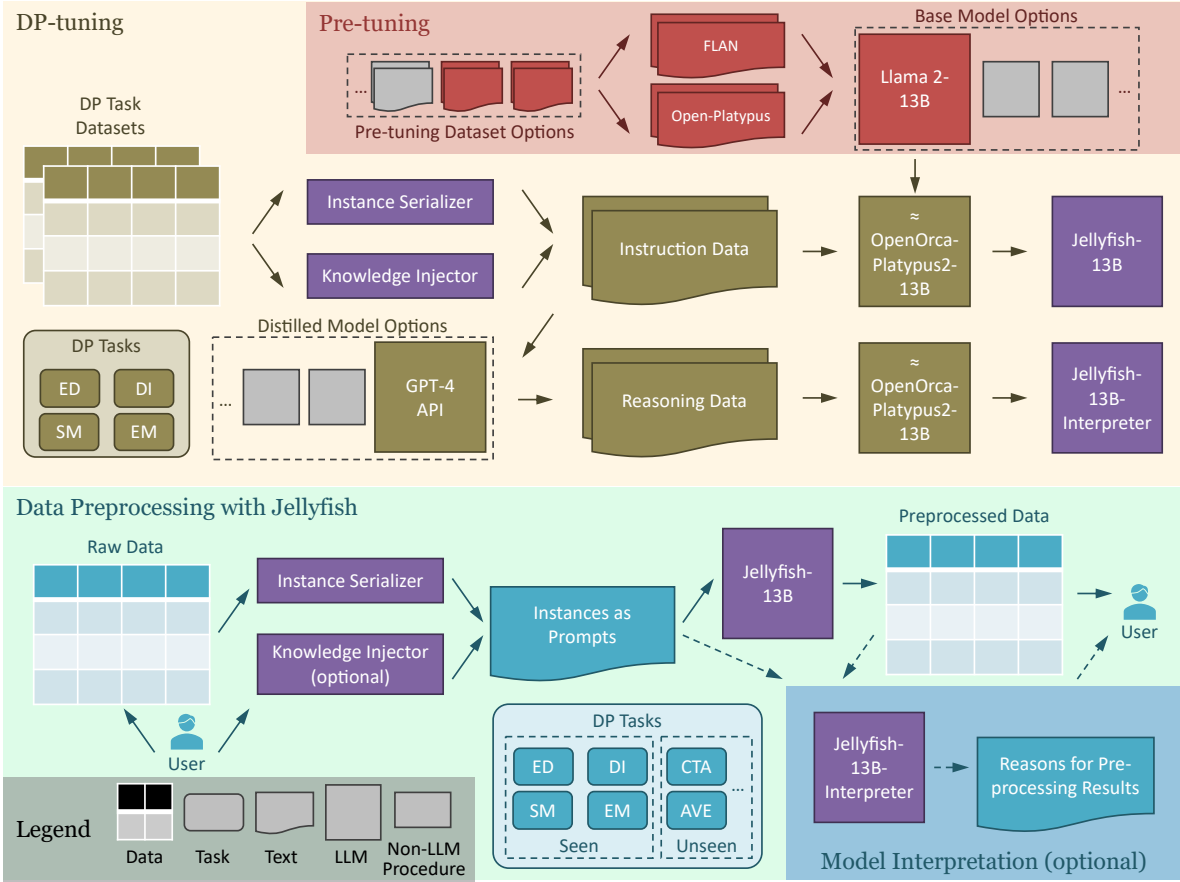 DP-tuning
Pre-tuning
Base Model Options
...
Pre-tuning Dataset Options
FLAN
Open-Platypus
Llama 2-
13B
...
DP Task
Datasets
Instance Serializer
Knowledge Injector
Instruction Data
≈
OpenOrca-
Platypus2-
13B
Jellyfish-
13B
DP Tasks
ED
DI
SM
EM
Distilled Model Options
...
GPT-4
API
Reasoning Data
≈
OpenOrca-
Platypus2-
13B
Jellyfish-
13B-
Interpreter
Data Preprocessing with Jellyfish
Raw Data
Instance Serializer
Knowledge Injector
(optional)
User
Instances as
Prompts
Jellyfish-
13B
Preprocessed Data
User
DP Tasks
ED
DI
SM
EM
Seen
CTA
AVE
...
Unseen
Jellyfish-
13B-
Interpreter
Reasons for Pre-
processing Results
Model Interpretation (optional)
Legend
Data
Task
Text
LLM
Non-LLM
Procedure